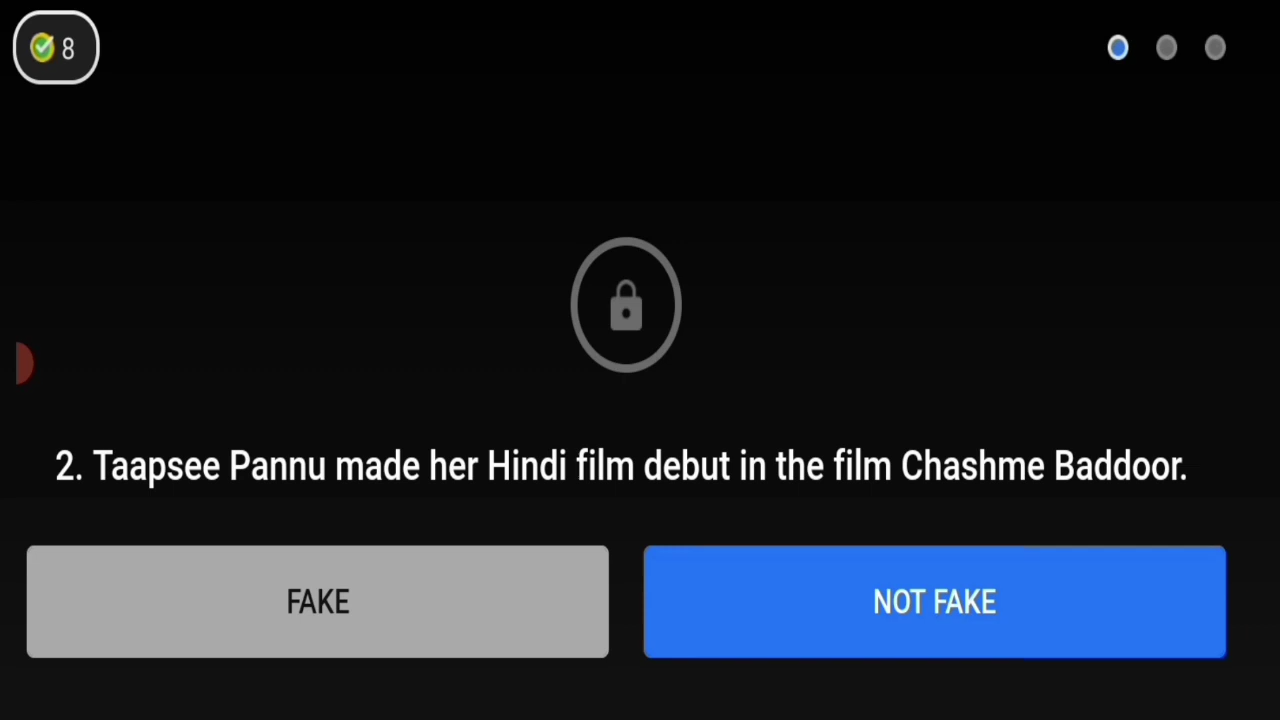 8
2. Taapsee Pannu made her Hindi film debut in the film Chashme Baddoor.
FAKE
NOT FAKE